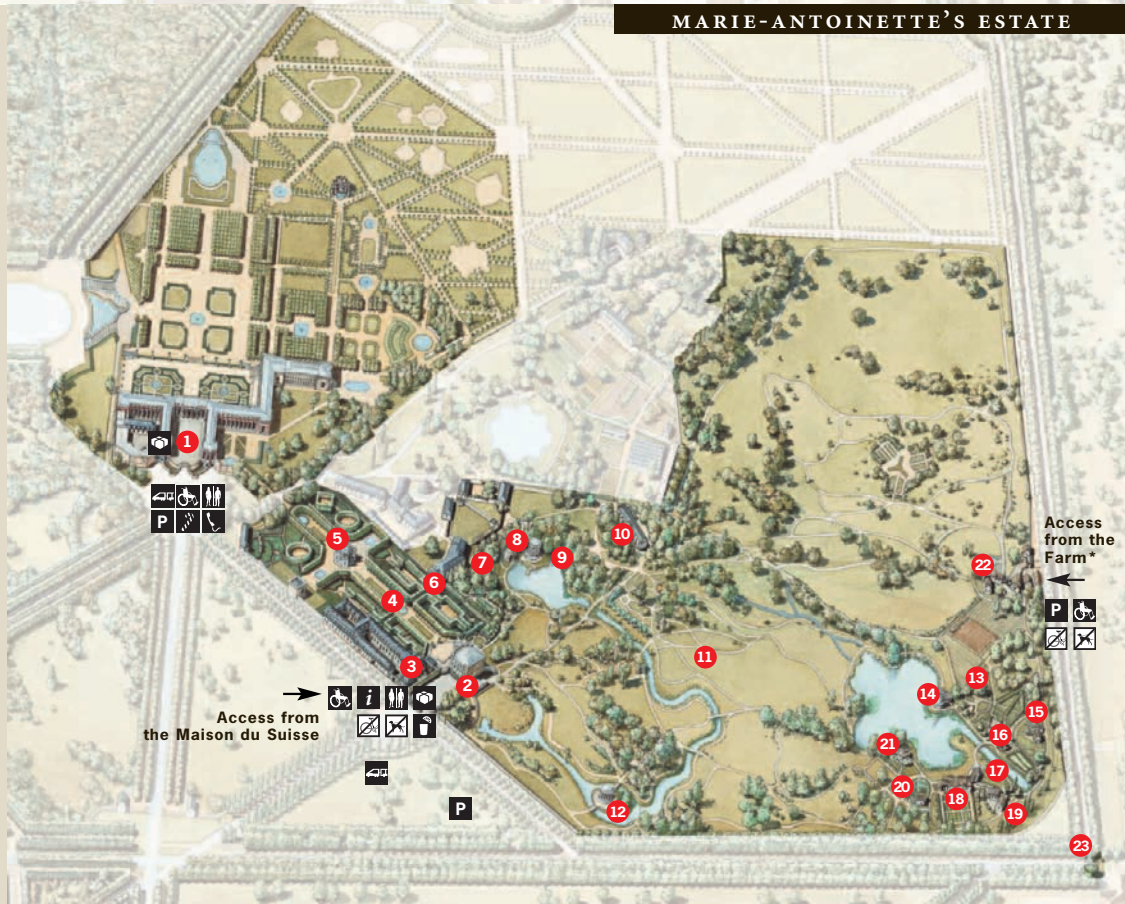 MARIE-ANTOINETTE’S ESTATE
1
P
5
8
9
10
7
6
4
3
2
Access from
the Maison du Suisse
i
P
11
12
Access
from the
Farm*
22
P
13
14
15
16
21
17
20
18
19
23